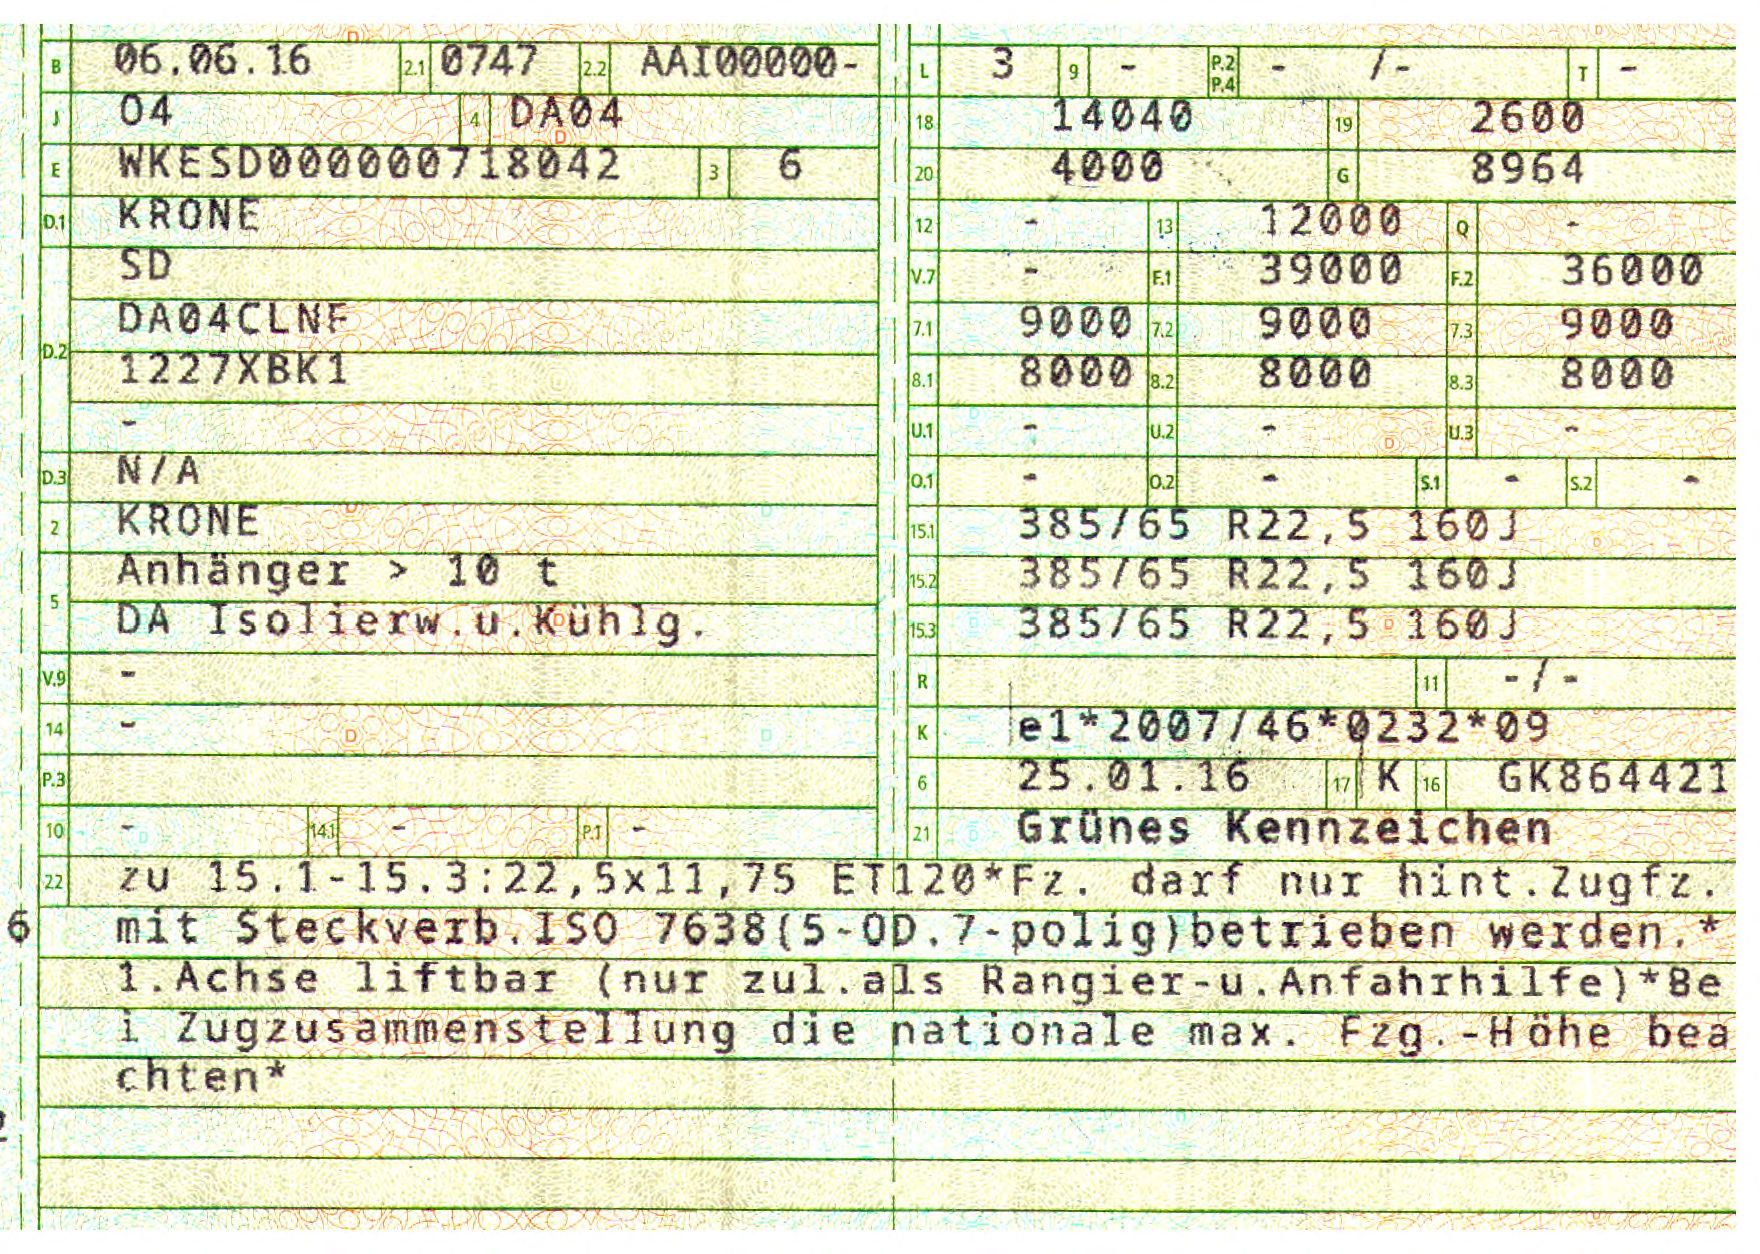 B 06.06.16 2.1 0747 2.2 AAI00000-
J O4 4 DA04
E WKESD000000718042 3 6
D.1 KRONE
SD
D.2 DA04CLNF
1227XBK1
-
D.3 N/A
2 KRONE
5 Anhänger > 10 t
DA Isolierw.u.Kühlg.
V.9 -
14 -
P.3
10 - 14.1 - P.1 -
L 3 9 - P.2 P.4 - /- T -
18 14040 19 2600
20 4000 G 8964
12 - 13 12000 Q -
V.7 - F.1 39000 F.2 36000
7.1 9000 7.2 9000 7.3 9000
8.1 8000 8.2 8000 8.3 8000
U.1 - U.2 - U.3 -
O.1 - O.2 - S.1 - S.2 -
15.1 385/65 R22,5 160J
15.2 385/65 R22,5 160J
15.3 385/65 R22,5 160J
R 11 -/-
K e1*2007/46*0232*09
6 25.01.16 17 K 16 GK864421
21 Grünes Kennzeichen
22 zu 15.1-15.3:22,5x11,75 ET120*Fz. darf nur hint.Zugfz.
6 mit Steckverb.ISO 7638(5-OD.7-polig)betrieben werden.*
1.Achse liftbar (nur zul.als Rangier-u.Anfahrhilfe)*Be
i Zugzusammenstellung die nationale max. Fzg.-Höhe bea
chten*